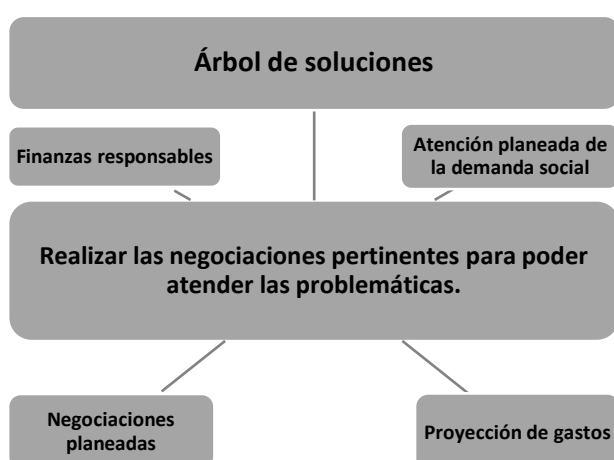 Árbol de soluciones
Finanzas responsables
Atención planeada de
la demanda social
Realizar las negociaciones pertinentes para poder
atender las problemáticas.
Negociaciones
planeadas
Proyección de gastos